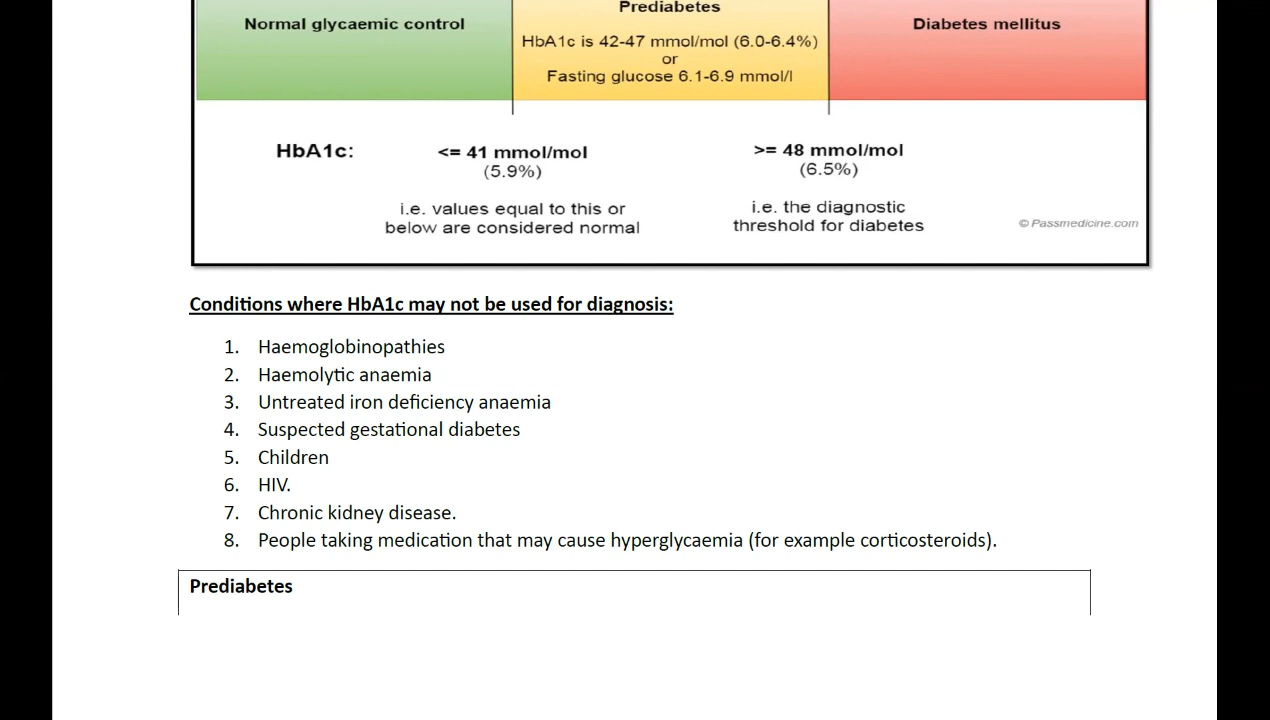 Prediabetes
Normal glycaemic control
Diabetes mellitus
HbA1c is 42-47 mmol/mol (6.0-6.4%)
or
Fasting glucose 6.1-6.9 mmol/l
HbA1c:
<= 41 mmol/mol
(5.9%)
i.e. values equal to this or
below are considered normal
>= 48 mmol/mol
(6.5%)
i.e. the diagnostic
threshold for diabetes
© Passmedicine.com
Conditions where HbA1c may not be used for diagnosis:
1. Haemoglobinopathies
2. Haemolytic anaemia
3. Untreated iron deficiency anaemia
4. Suspected gestational diabetes
5. Children
6. HIV.
7. Chronic kidney disease.
8. People taking medication that may cause hyperglycaemia (for example corticosteroids).
Prediabetes